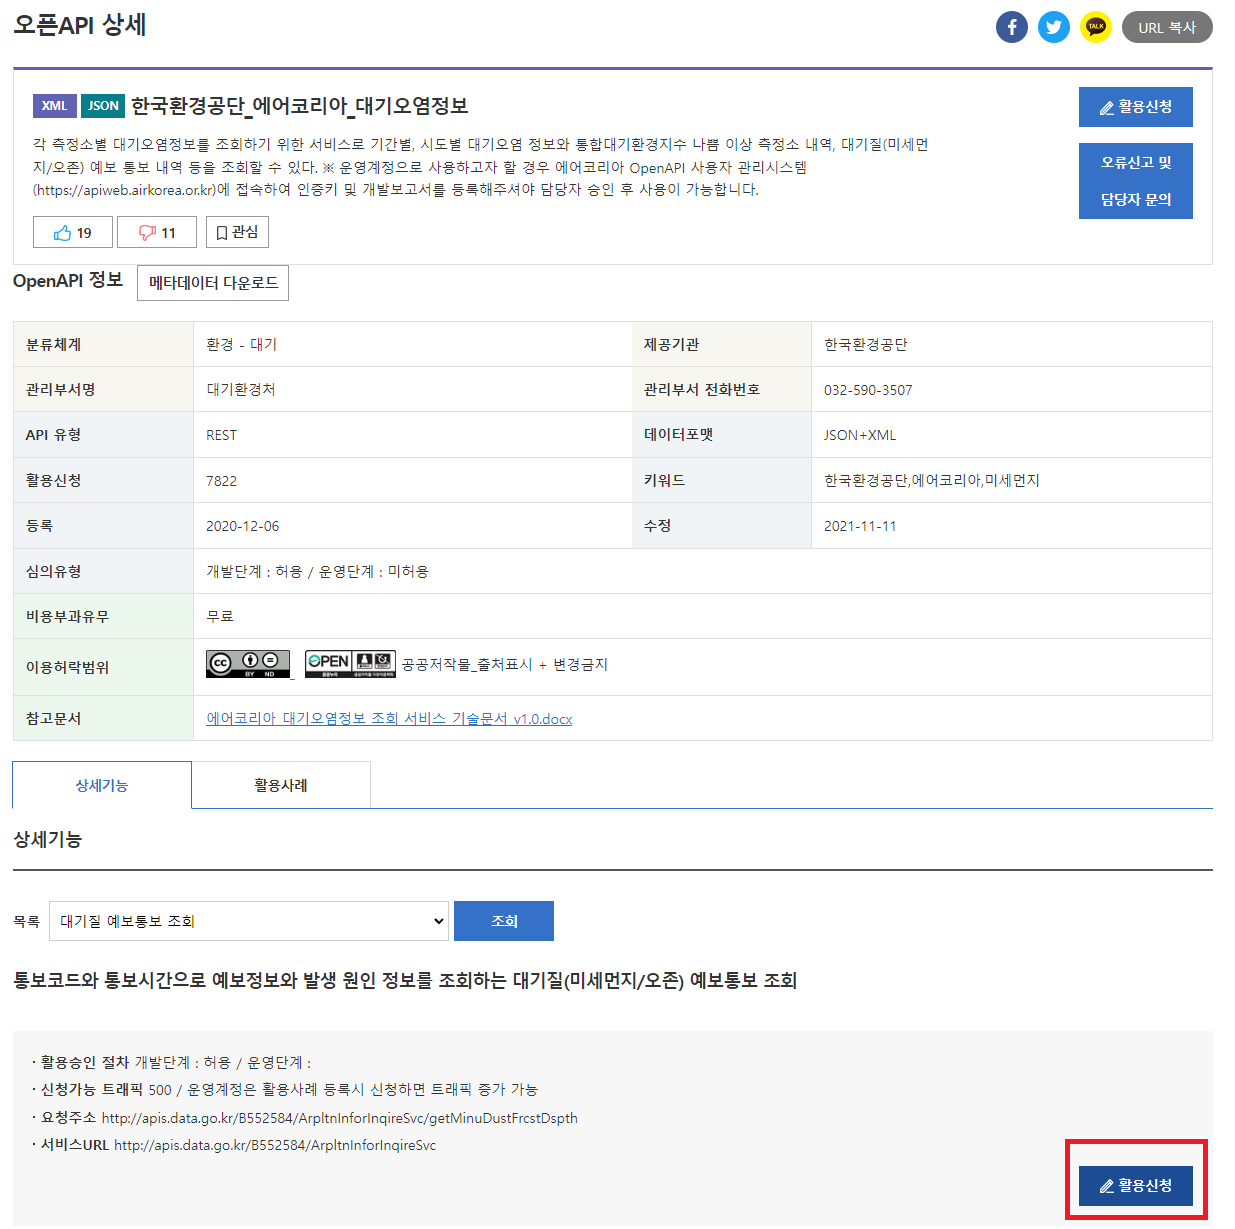 오픈API 상세
TALK
URL 복사
XML JSON 한국환경공단_에어코리아_대기오염정보
활용신청
각 측정소별 대기오염정보를 조회하기 위한 서비스로 기간별, 시도별 대기오염 정보와 통합대기환경지수 나쁨 이상 측정소 내역, 대기질(미세먼
지/오존) 예보 통보 내역 등을 조회할 수 있다. ※ 운영계정으로 사용하고자 할 경우 에어코리아 OpenAPI 사용자 관리시스템
(https://apiweb.airkorea.or.kr)에 접속하여 인증키 및 개발보고서를 등록해주셔야 담당자 승인 후 사용이 가능합니다.
오류신고 및
담당자 문의
19 11 관심
OpenAPI 정보 메타데이터 다운로드
분류체계 환경 - 대기 제공기관 한국환경공단
관리부서명 대기환경처 관리부서 전화번호 032-590-3507
API 유형 REST 데이터포맷 JSON+XML
활용신청 7822 키워드 한국환경공단,에어코리아,미세먼지
등록 2020-12-06 수정 2021-11-11
심의유형 개발단계 : 허용 / 운영단계 : 미허용
비용부과유무 무료
이용허락범위 cc BY ND OPEN 공공저작물_출처표시 + 변경금지
참고문서 에어코리아_대기오염정보_조회_서비스_기술문서_v1.0.docx
상세기능 활용사례
상세기능
목록 대기질 예보통보 조회 조회
통보코드와 통보시간으로 예보정보와 발생 원인 정보를 조회하는 대기질(미세먼지/오존) 예보통보 조회
· 활용승인 절차 개발단계 : 허용 / 운영단계 :
· 신청가능 트래픽 500 / 운영계정은 활용사례 등록시 신청하면 트래픽 증가 가능
· 요청주소 http://apis.data.go.kr/B552584/ArpltnInforInqireSvc/getMinuDustFrcstDspth
· 서비스URL http://apis.data.go.kr/B552584/ArpltnInforInqireSvc
활용신청